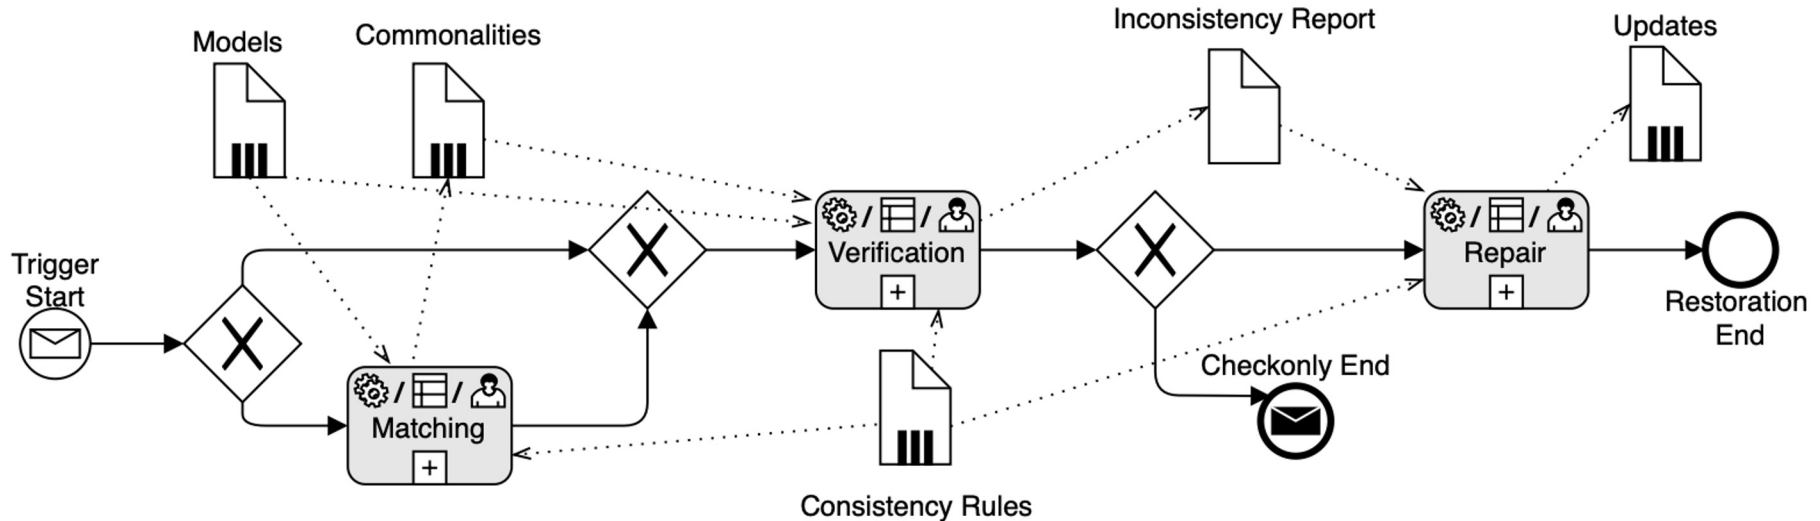 Models
Commonalities
Inconsistency Report
Updates
Trigger
Start
/ /
Verification
+
/ /
Repair
+
Restoration
End
/ /
Matching
+
Checkonly End
Consistency Rules